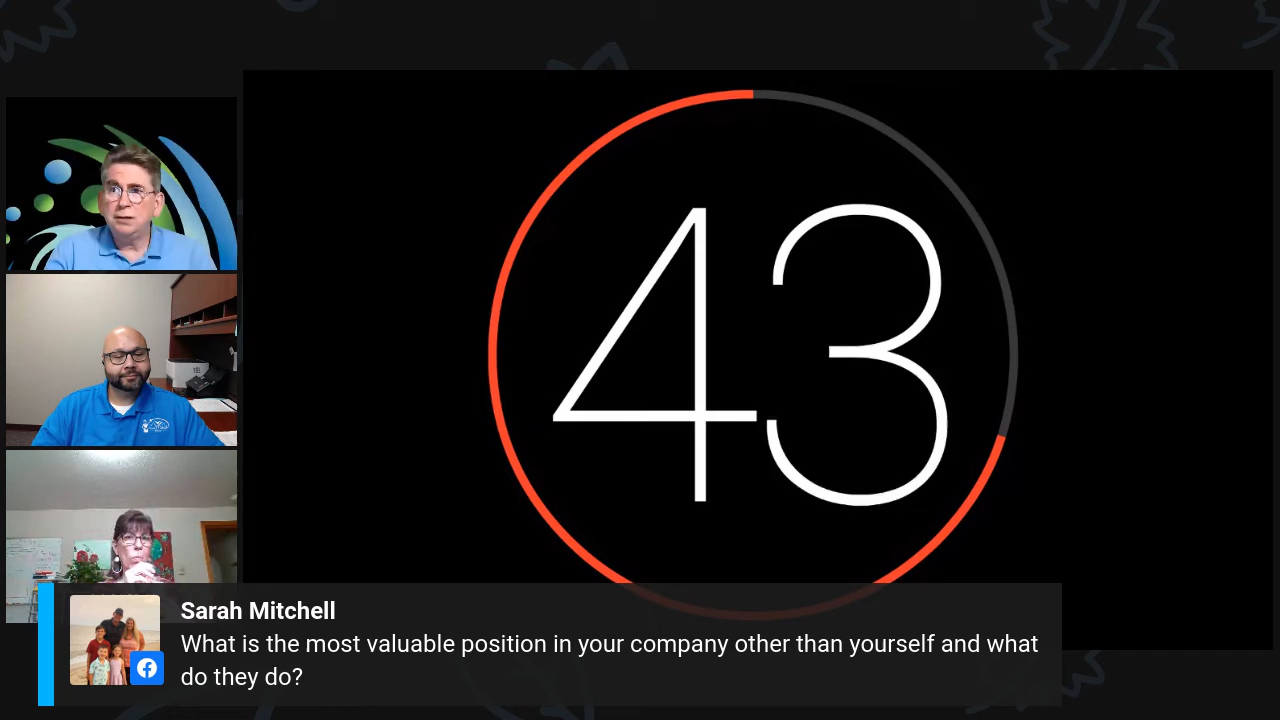 43
Sarah Mitchell
What is the most valuable position in your company other than yourself and what
do they do?